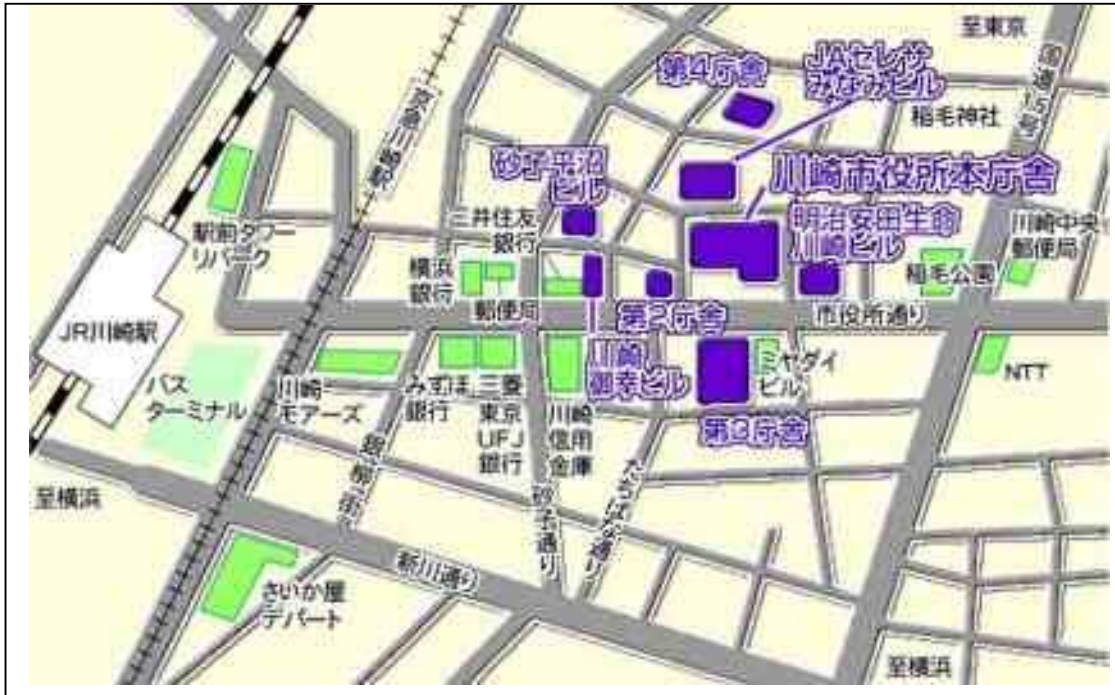 至東京
国道15号
JAセレサ
みなみビル
第4庁舎
稲毛神社
京急川崎駅
砂子平沼
ビル
川崎市役所本庁舎
三井住友
銀行
明治安田生命
川崎ビル
川崎中央
郵便局
駅前タワー
リパーク
横浜
銀行
稲毛公園
郵便局
第2庁舎
市役所通り
JR川崎駅
川崎
御幸ビル
ミヤダイ
ビル
NTT
バス
ターミナル
川崎
モアーズ
みずほ
銀行
三菱
東京
UFJ
銀行
川崎
信用
金庫
第3庁舎
銀柳街
砂子通り
たちばな通り
至横浜
新川通り
さいか屋
デパート
至横浜